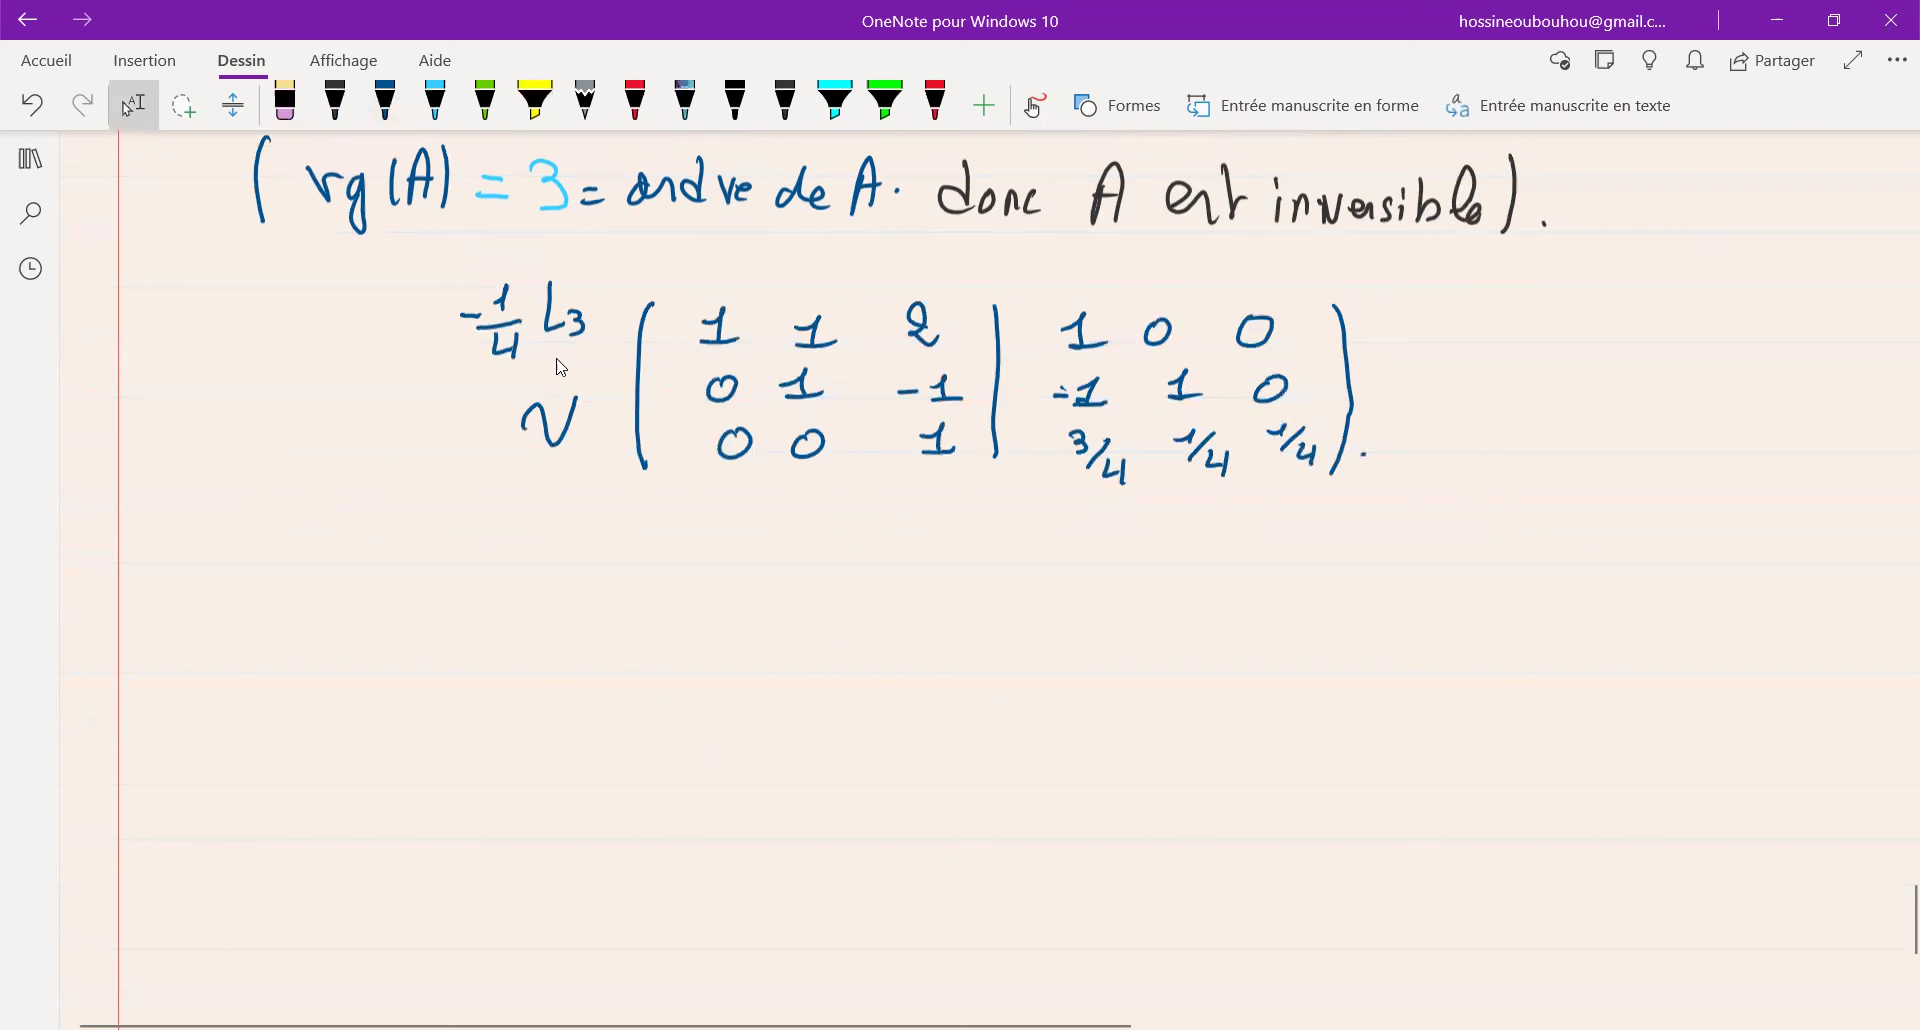 OneNote pour Windows 10
hossineoubouhou@gmail.c...
Accueil Insertion Dessin Affichage Aide
Partager
Formes Entrée manuscrite en forme Entrée manuscrite en texte
( rg(A) = 3 = ordre de A. donc A est inversible).
-1/4 L3 ( 1 1 2 | 1 0 0 )
~ ( 0 1 -1 | -1 1 0 )
( 0 0 1 | 3/4 1/4 1/4 ).